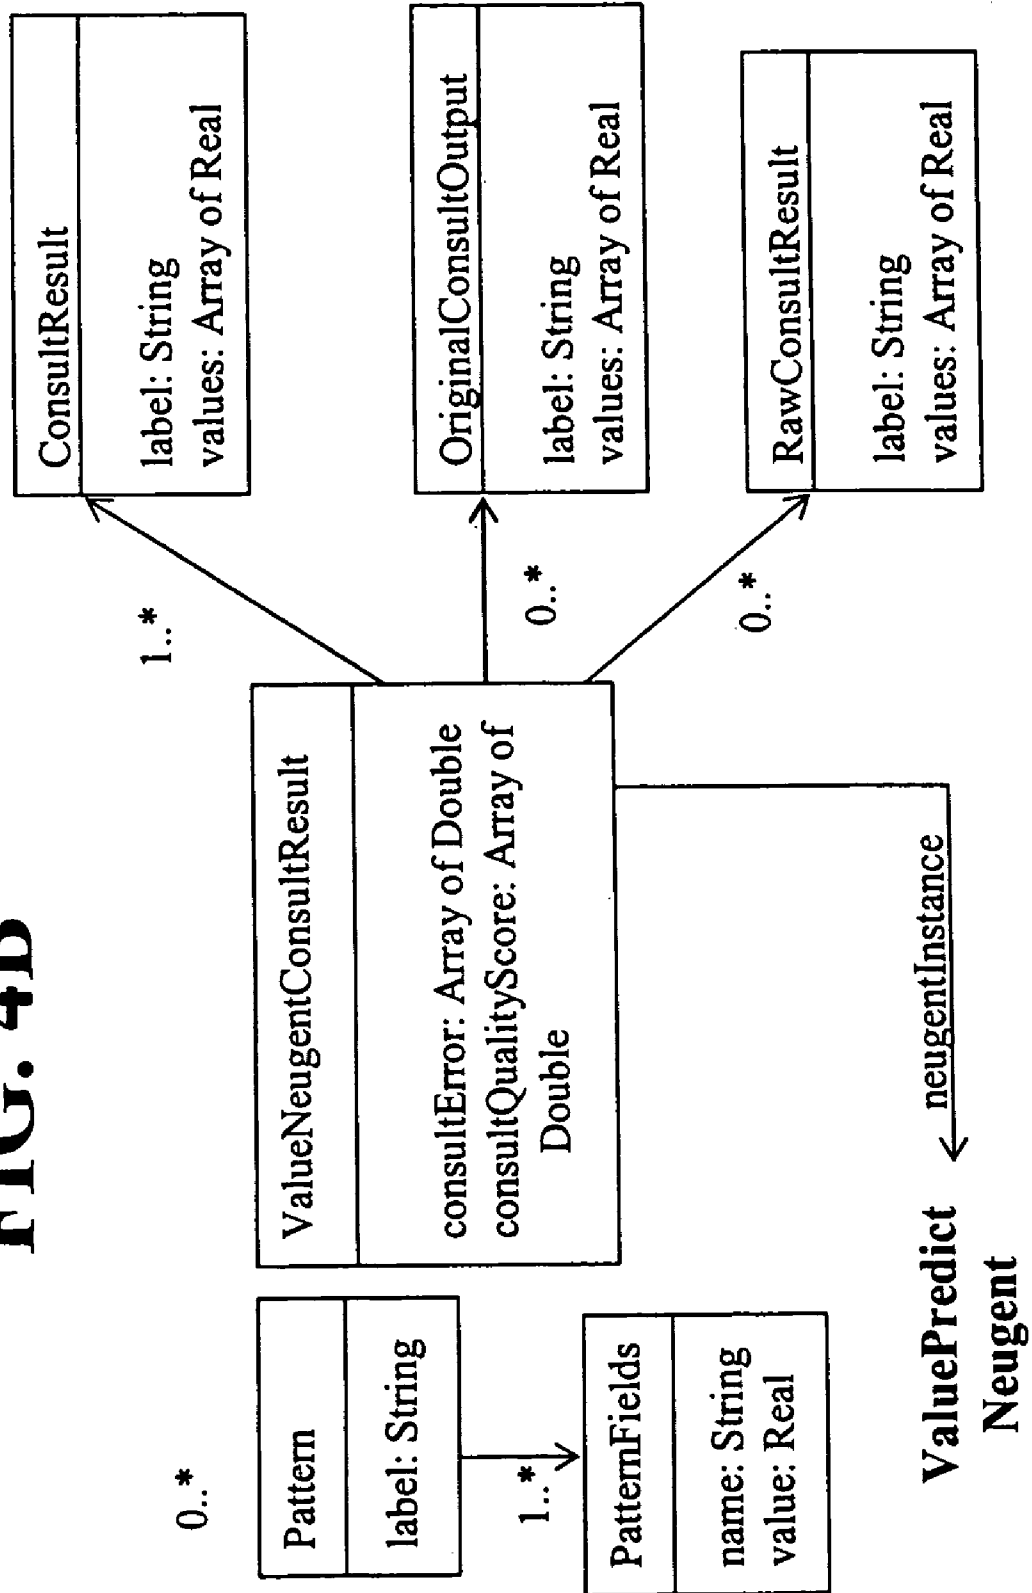 FIG. 4B
0..*
Pattern
label: String
1..*
PatternFields
name: String
value: Real
ValueNeugentConsultResult
consultError: Array of Double
consultQualityScore: Array of
Double
neugentInstance
ValuePredict
Neugent
1..*
0..*
0..*
ConsultResult
label: String
values: Array of Real
OriginalConsultOutput
label: String
values: Array of Real
RawConsultResult
label: String
values: Array of Real